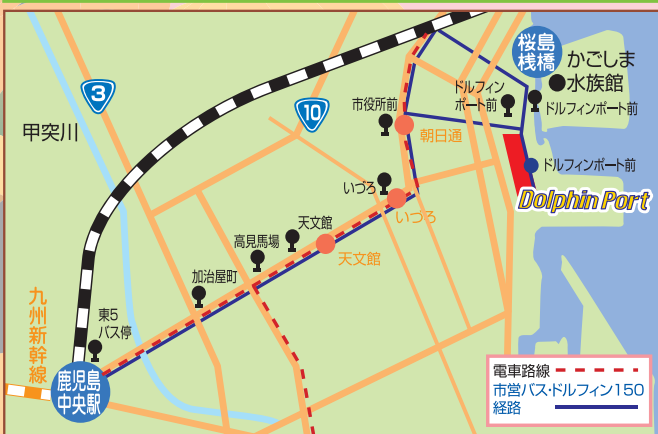 桜島
桟橋
かごしま
水族館
ドルフィン
ポート前
ドルフィンポート前
3
10
市役所前
朝日通
甲突川
ドルフィンポート前
いづろ
Dolphin Port
いづろ
天文館
高見馬場
天文館
加治屋町
九州新幹線
東5
バス停
鹿児島
中央駅
電車路線
市営バス・ドルフィン150
経路